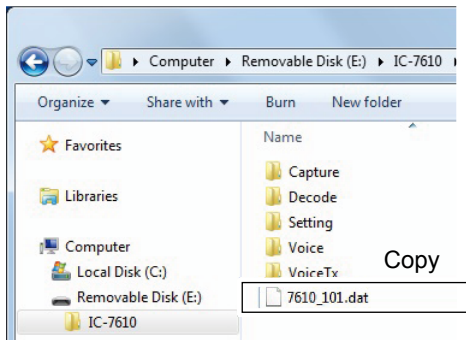 Computer Removable Disk (E:) IC-7610
Organize Share with Burn New folder
Favorites
Libraries
Computer
Local Disk (C:)
Removable Disk (E:)
IC-7610
Name
Capture
Decode
Setting
Voice
VoiceTx
Copy
7610_101.dat